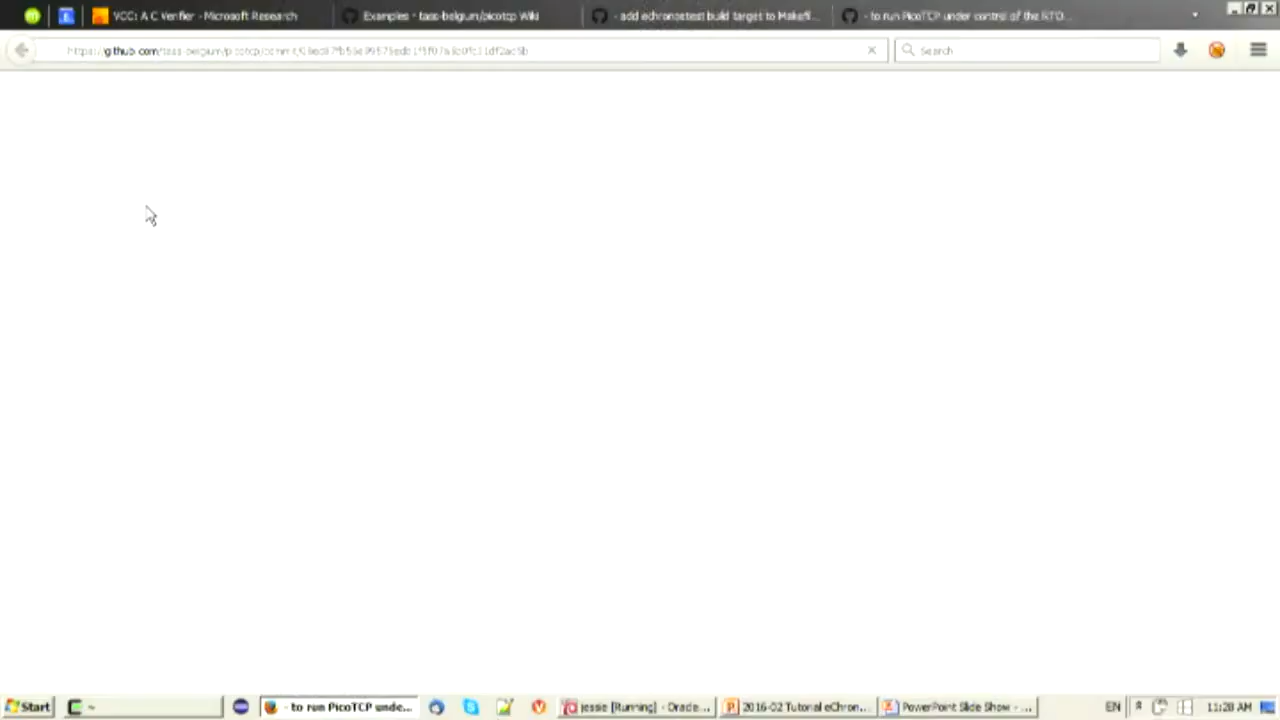 VCC: A C Verifier - Microsoft Research
Examples · tass-belgium/picotcp Wiki
- add echronos test build target to Makefi...
- to run PicoTCP under control of the RTO...
Search
Start
~
- to run PicoTCP unde...
jessie [Running] - Oracle...
2016-02 Tutorial eChron...
PowerPoint Slide Show - ...
EN
11:28 AM